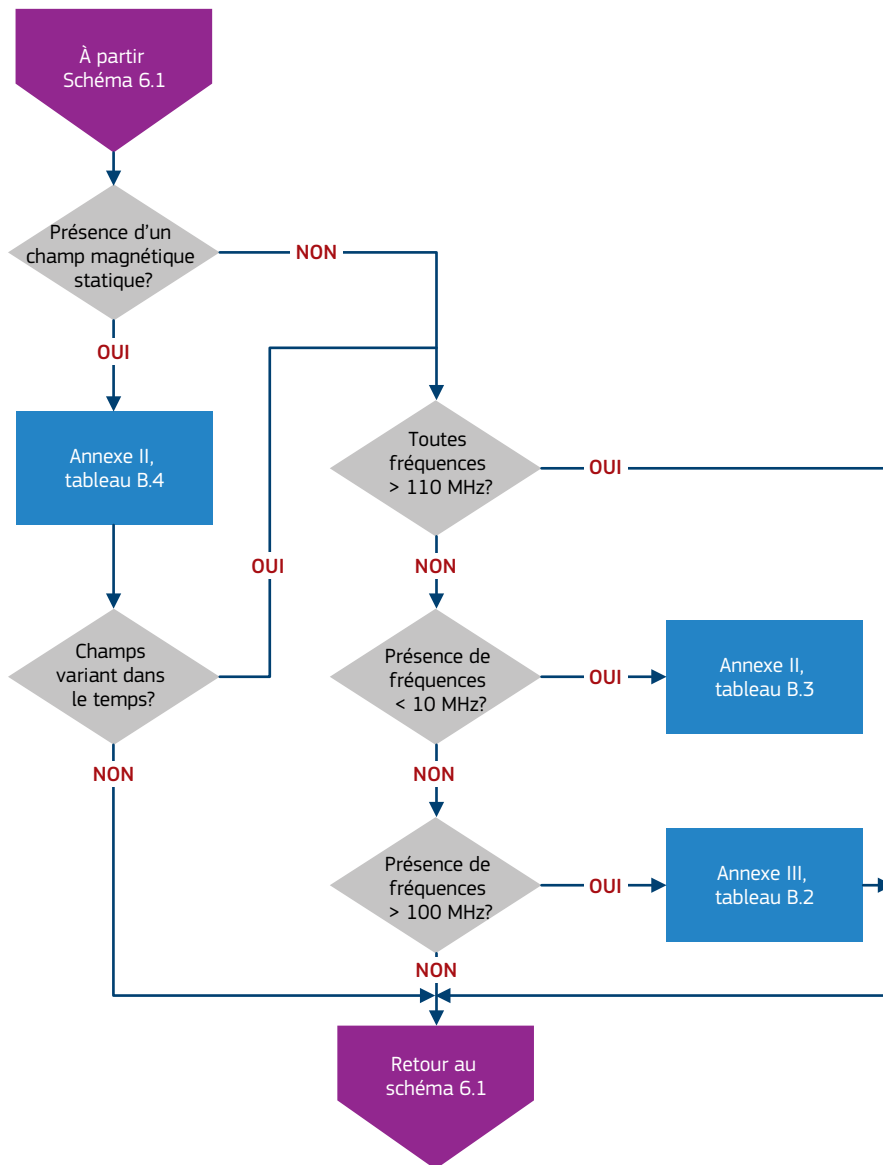 À partir
Schéma 6.1
Présence d'un
champ magnétique
statique?
NON
OUI
Annexe II,
tableau B.4
Toutes
fréquences
> 110 MHz?
OUI
OUI
NON
Champs
variant dans
le temps?
Présence de
fréquences
< 10 MHz?
OUI
Annexe II,
tableau B.3
NON
NON
Présence de
fréquences
> 100 MHz?
OUI
Annexe III,
tableau B.2
NON
Retour au
schéma 6.1